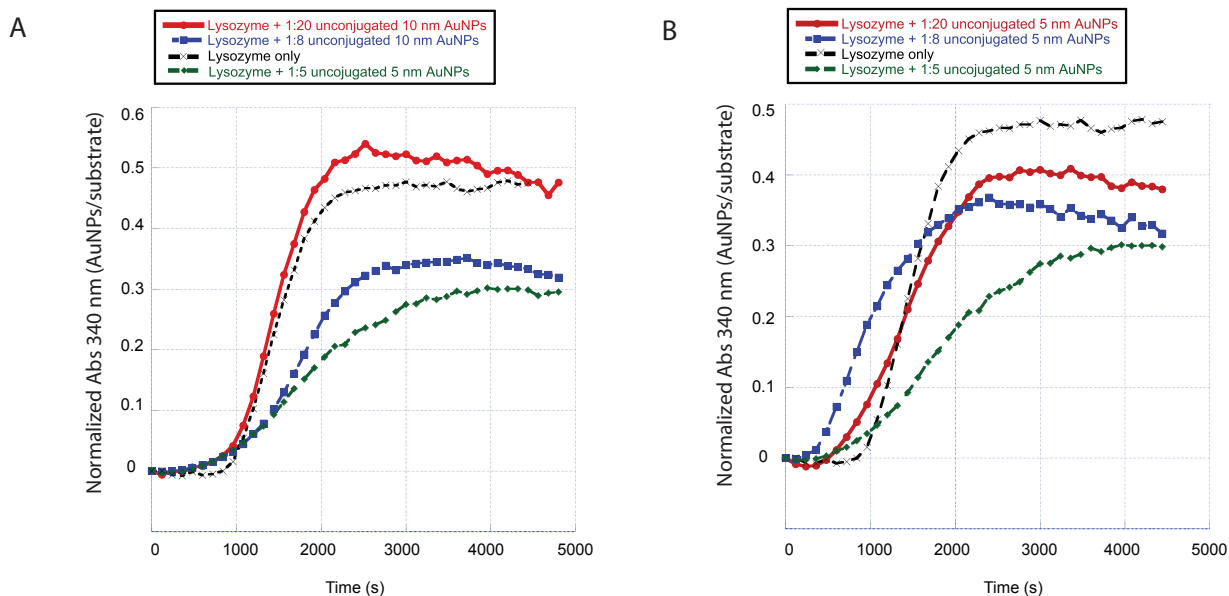 A
Lysozyme + 1:20 unconjugated 10 nm AuNPs
Lysozyme + 1:8 unconjugated 10 nm AuNPs
Lysozyme only
Lysozyme + 1:5 uncojugated 5 nm AuNPs
Normalized Abs 340 nm (AuNPs/substrate)
0.6
0.5
0.4
0.3
0.2
0.1
0
0 1000 2000 3000 4000 5000
Time (s)
B
Lysozyme + 1:20 unconjugated 5 nm AuNPs
Lysozyme + 1:8 unconjugated 5 nm AuNPs
Lysozyme only
Lysozyme + 1:5 uncojugated 5 nm AuNPs
Normalized Abs 340 nm (AuNPs/substrate)
0.5
0.4
0.3
0.2
0.1
0
0 1000 2000 3000 4000 5000
Time (s)